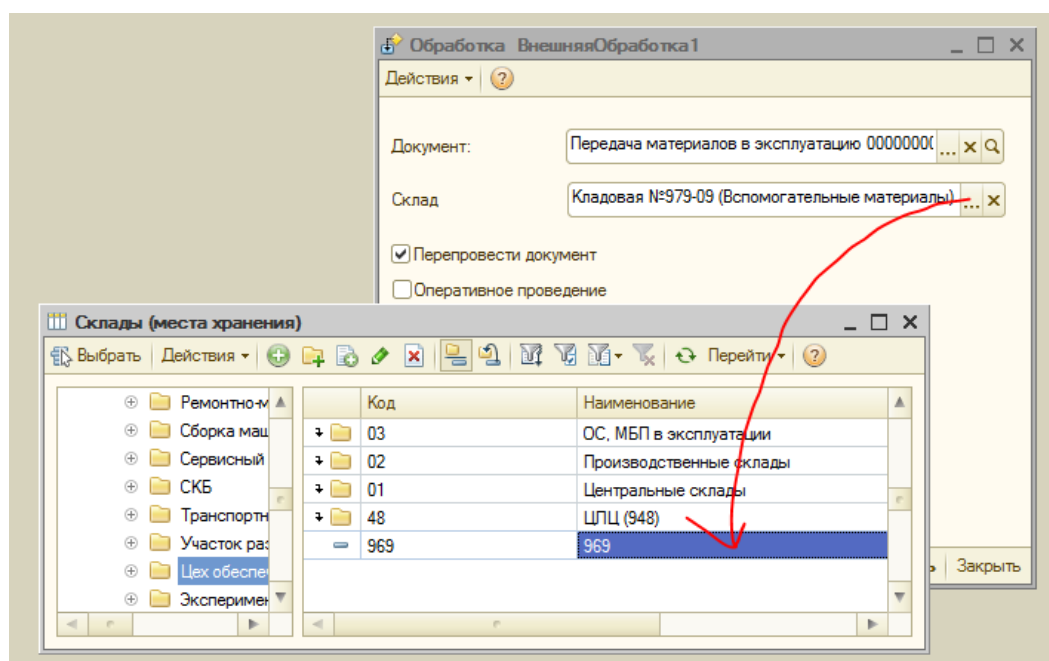 Обработка ВнешняяОбработка1
Действия
Документ:
Передача материалов в эксплуатацию 0000000(
Склад
Кладовая №979-09 (Вспомогательные материалы)
Перепровести документ
Оперативное проведение
Склады (места хранения)
Выбрать Действия Перейти
Ремонтно-м
Сборка маш
Сервисный
СКБ
Транспортн
Участок раз
Цех обеспе
Эксперимен
Код Наименование
03 ОС, МБП в эксплуатации
02 Производственные склады
01 Центральные склады
48 ЦПЦ (948)
969 969
Закрыть